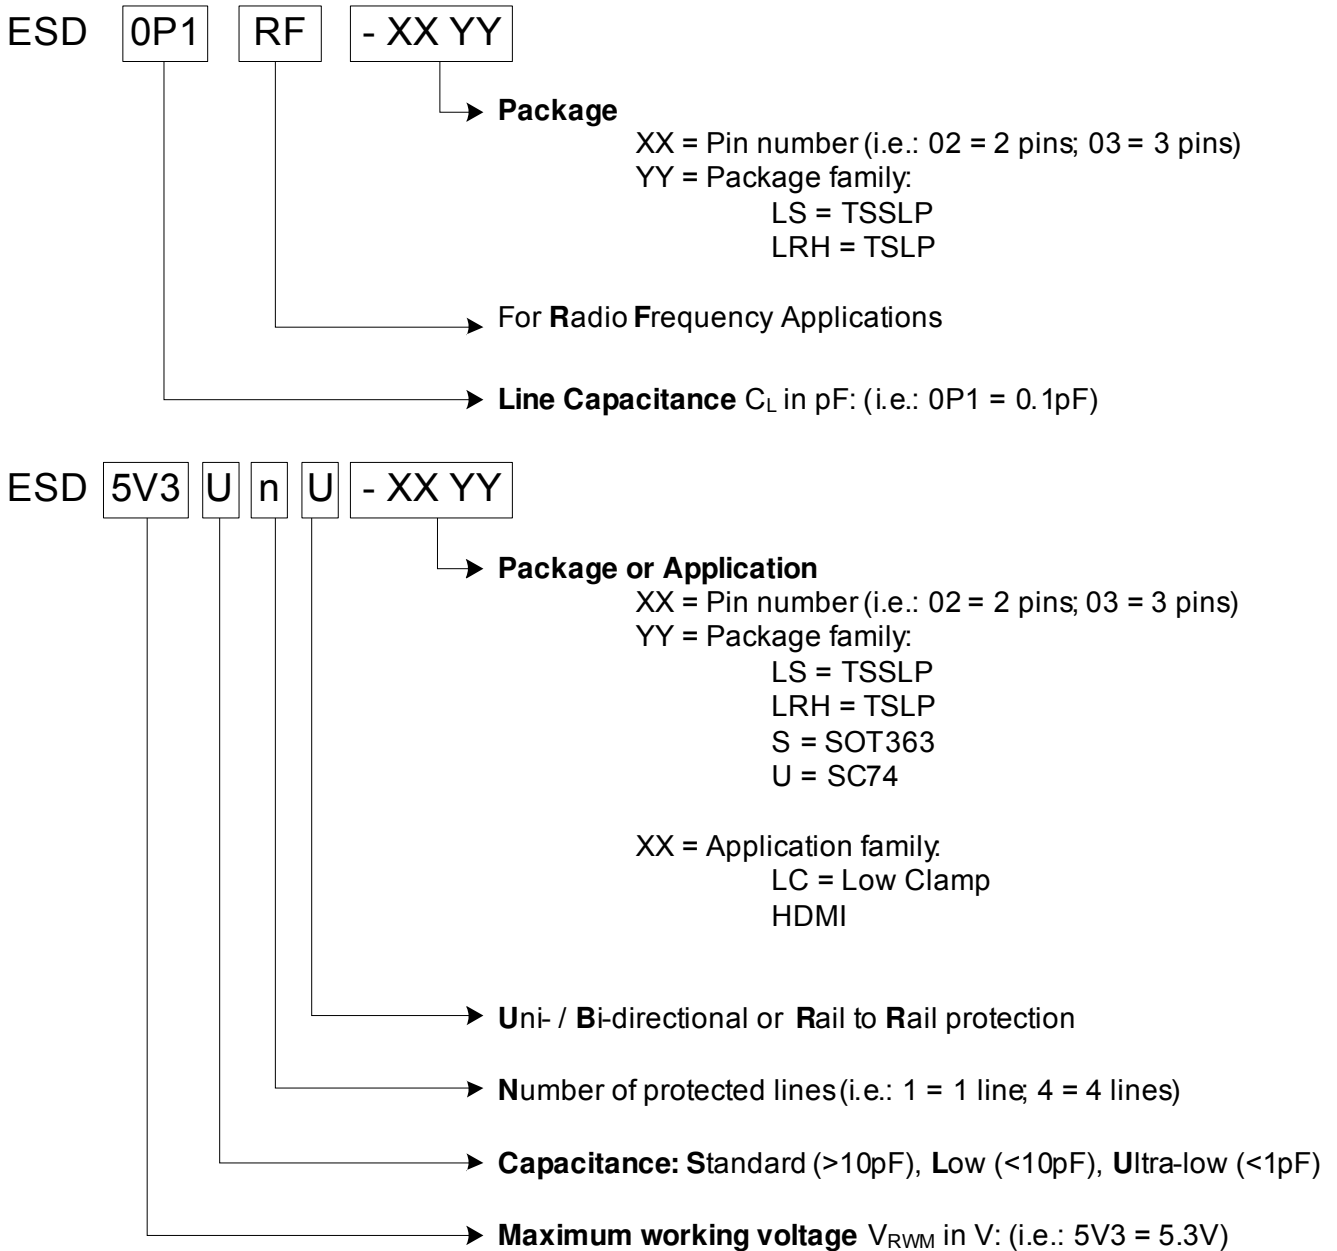 ESD 0P1 RF - XX YY
Package
XX = Pin number (i.e.: 02 = 2 pins; 03 = 3 pins)
YY = Package family:
LS = TSSLP
LRH = TSLP
For Radio Frequency Applications
Line Capacitance CL in pF: (i.e.: 0P1 = 0.1pF)
ESD 5V3 U n U - XX YY
Package or Application
XX = Pin number (i.e.: 02 = 2 pins; 03 = 3 pins)
YY = Package family:
LS = TSSLP
LRH = TSLP
S = SOT363
U = SC74
XX = Application family:
LC = Low Clamp
HDMI
Uni- / Bi-directional or Rail to Rail protection
Number of protected lines (i.e.: 1 = 1 line; 4 = 4 lines)
Capacitance: Standard (>10pF), Low (<10pF), Ultra-low (<1pF)
Maximum working voltage VRWM in V: (i.e.: 5V3 = 5.3V)